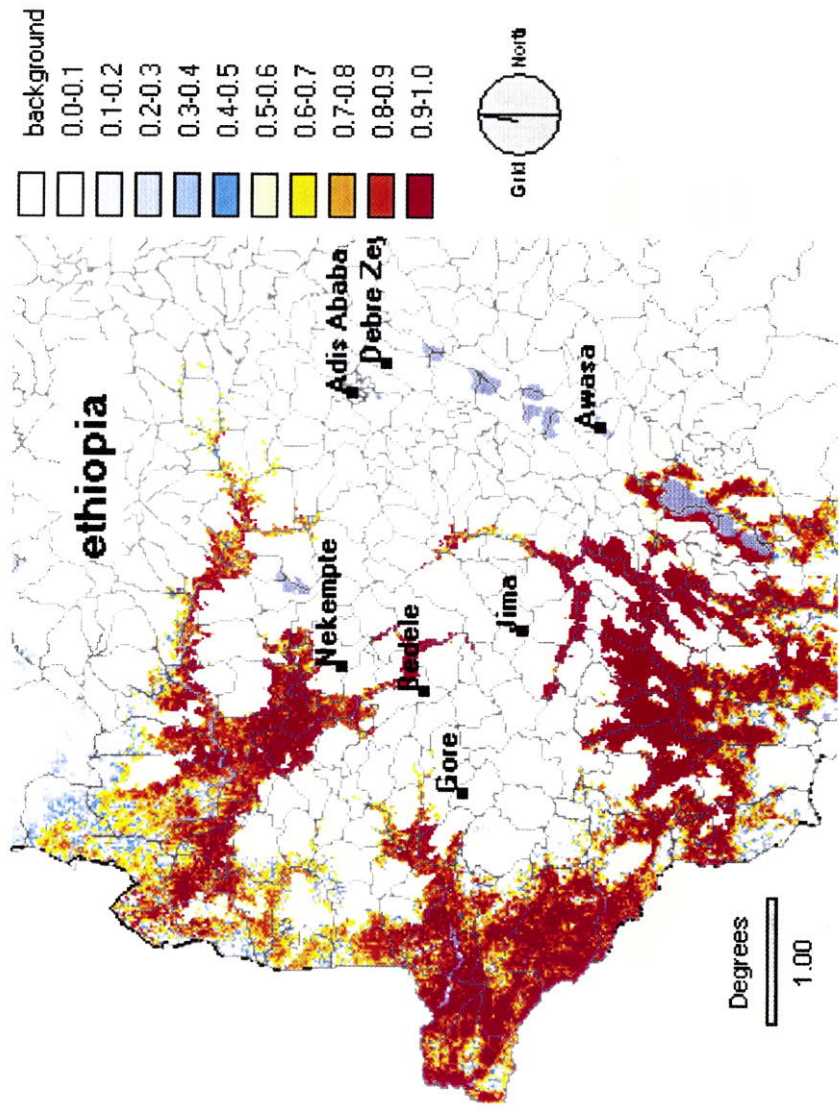 ethiopia
Adis Ababa
Debre Zey
Nekempte
Bedele
Gore
Jima
Awasa
background
0.0-0.1
0.1-0.2
0.2-0.3
0.3-0.4
0.4-0.5
0.5-0.6
0.6-0.7
0.7-0.8
0.8-0.9
0.9-1.0
Grid
North
Degrees
1.00